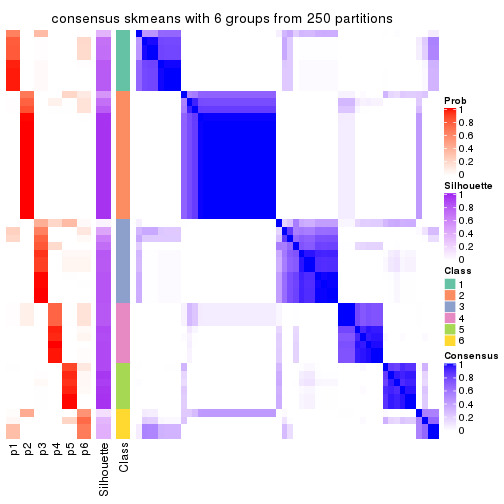 consensus skmeans with 6 groups from 250 partitions
Prob
1
0.8
0.6
0.4
0.2
0
Silhouette
1
0.8
0.6
0.4
0.2
0
Class
1
2
3
4
5
6
Consensus
1
0.8
0.6
0.4
0.2
0
p1
p2
p3
p4
p5
p6
Silhouette
Class